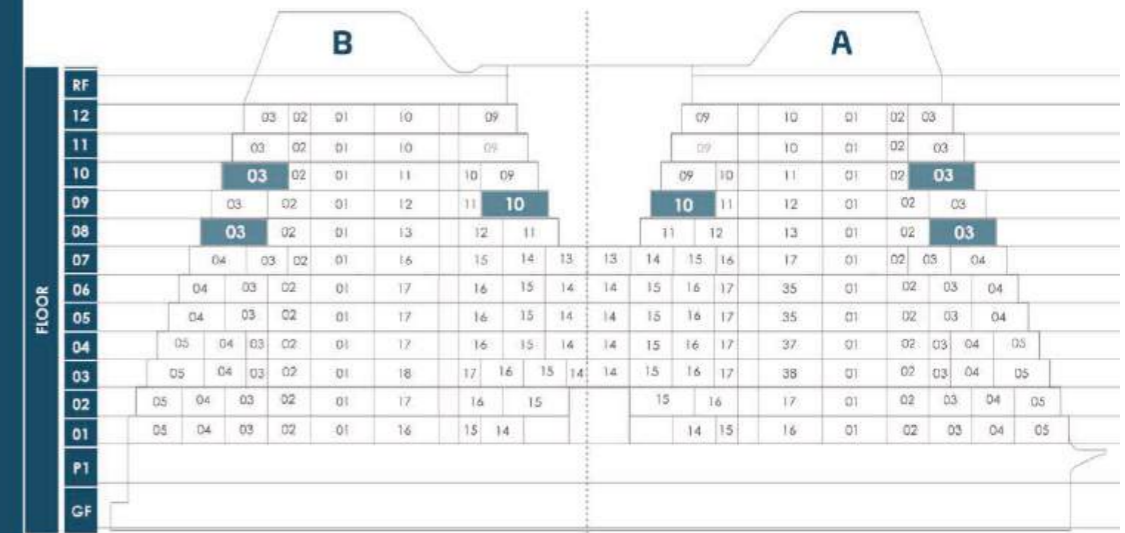 B A
RF
12 03 02 01 10 09 09 10 01 02 03
11 03 02 01 10 09 09 10 01 02 03
10 03 02 01 11 10 09 09 10 11 01 02 03
09 03 02 01 12 11 10 10 11 12 01 02 03
08 03 02 01 13 12 11 11 12 13 01 02 03
07 04 03 02 01 16 15 14 13 13 14 15 16 17 01 02 03 04
06 04 03 02 01 17 16 15 14 14 15 16 17 35 01 02 03 04
05 04 03 02 01 17 16 15 14 14 15 16 17 35 01 02 03 04
04 05 04 03 02 01 17 16 15 14 14 15 16 17 37 01 02 03 04 05
03 05 04 03 02 01 18 17 16 15 14 14 15 16 17 38 01 02 03 04 05
02 05 04 03 02 01 17 16 15 15 16 17 01 02 03 04 05
01 05 04 03 02 01 16 15 14 14 15 16 01 02 03 04 05
P1
GF
FLOOR